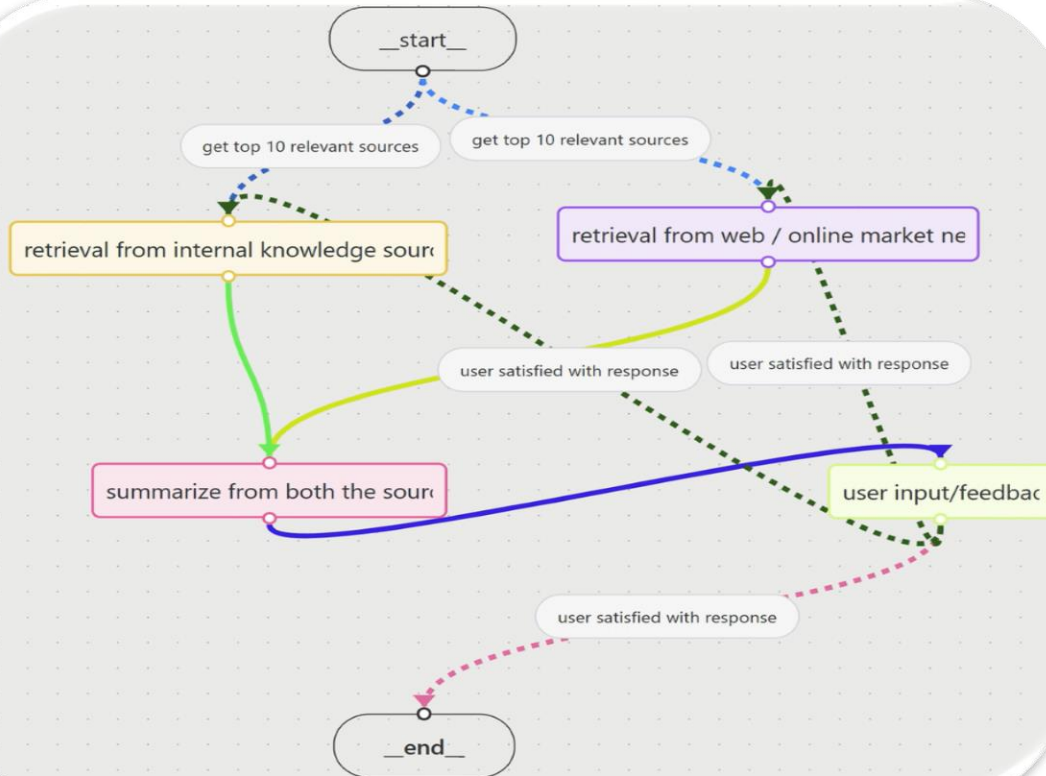 __start__
get top 10 relevant sources
get top 10 relevant sources
retrieval from internal knowledge sourc
retrieval from web / online market ne
user satisfied with response
user satisfied with response
summarize from both the sourc
user input/feedbac
user satisfied with response
__end__